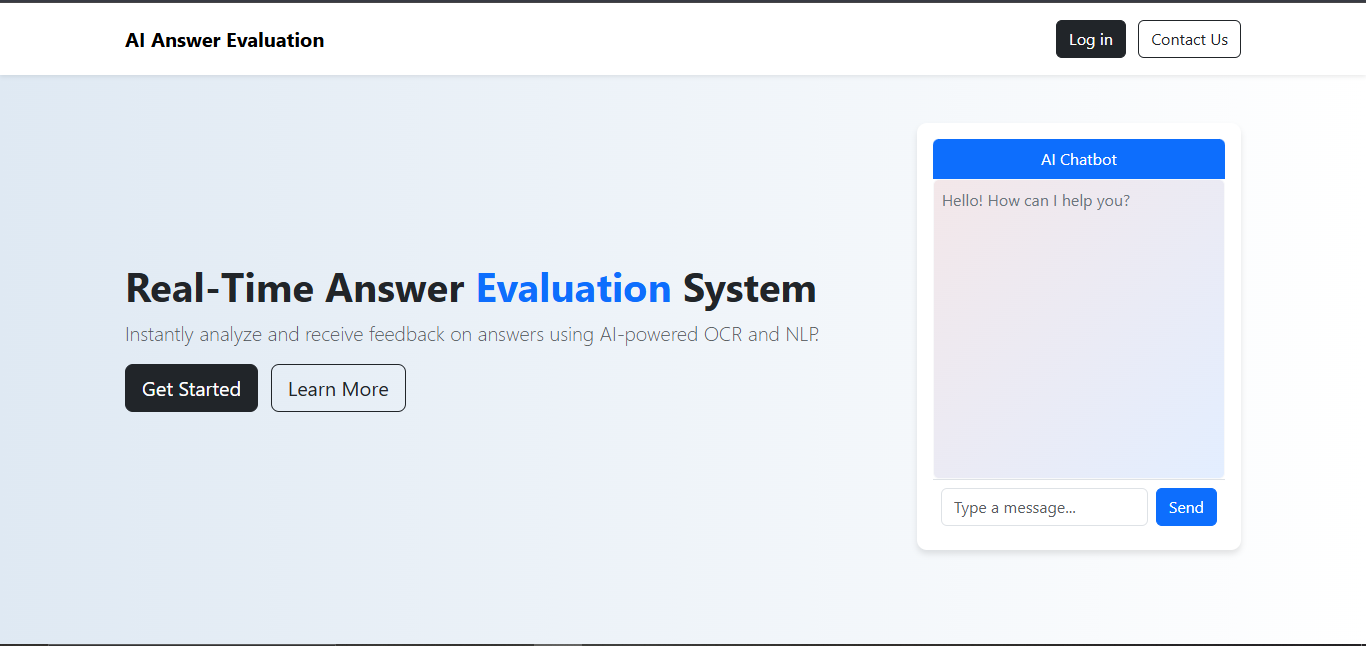 AI Answer Evaluation
Log in
Contact Us
Real-Time Answer Evaluation System
Instantly analyze and receive feedback on answers using AI-powered OCR and NLP.
Get Started
Learn More
AI Chatbot
Hello! How can I help you?
Type a message...
Send